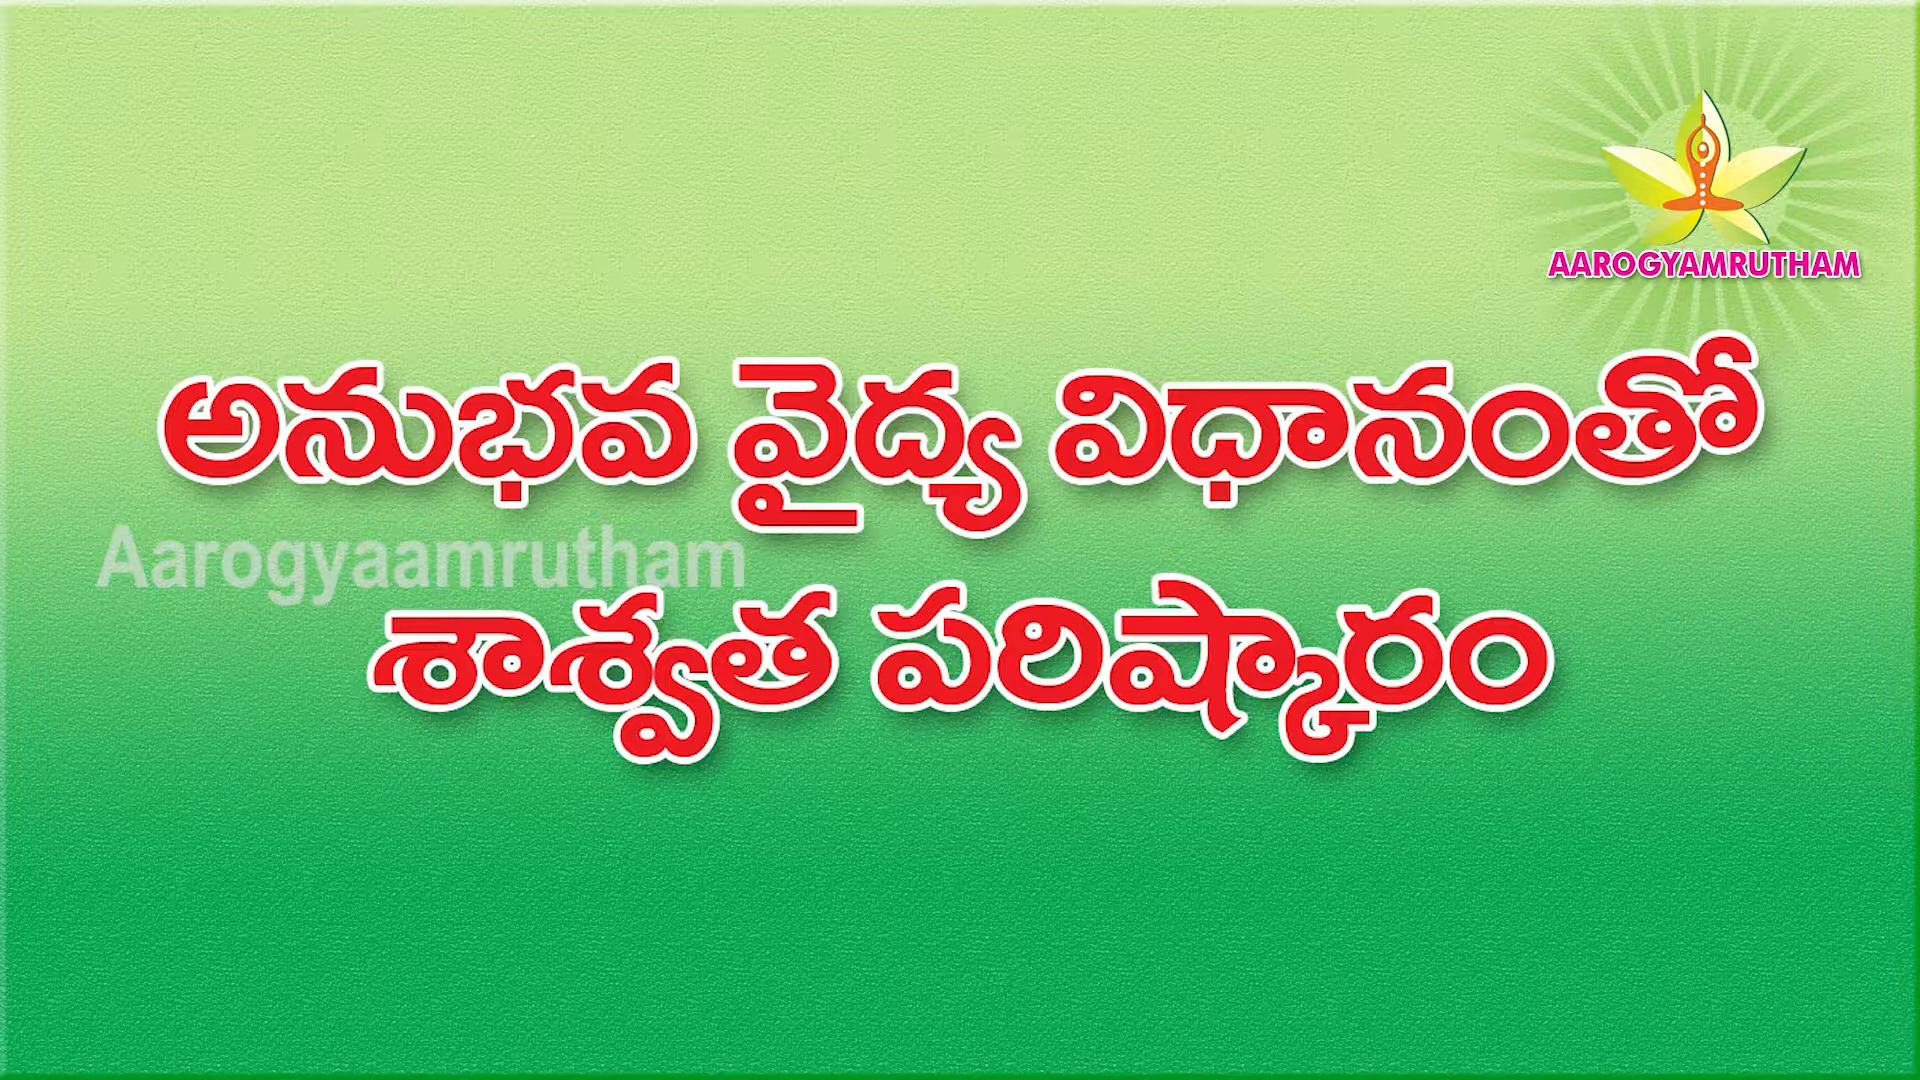 AAROGYAMRUTHAM
అనుభవ వైద్య విధానంతో
Aarogyaamrutham
శాశ్వత పరిష్కారం